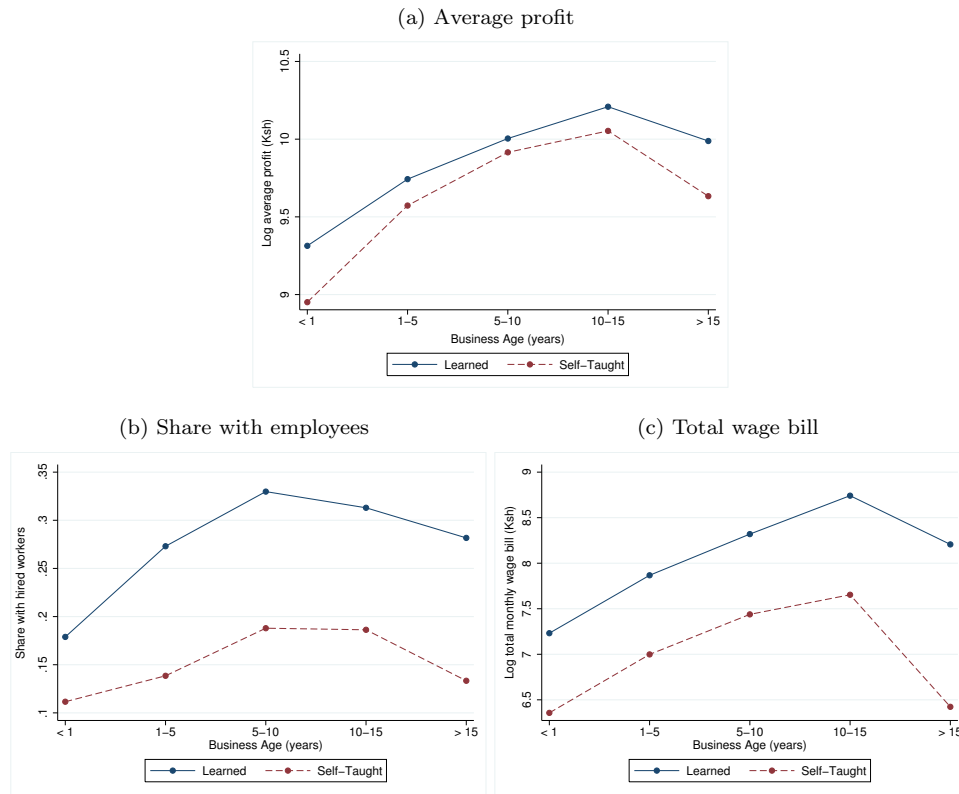 (a) Average profit
10.5
10
9.5
9
Log average profit (Ksh)
< 1
1−5
5−10
10−15
> 15
Business Age (years)
Learned
Self−Taught
(b) Share with employees
.35
.3
.25
.2
.15
.1
Share with hired workers
< 1
1−5
5−10
10−15
> 15
Business Age (years)
Learned
Self−Taught
(c) Total wage bill
9
8.5
8
7.5
7
6.5
Log total monthly wage bill (Ksh)
< 1
1−5
5−10
10−15
> 15
Business Age (years)
Learned
Self−Taught